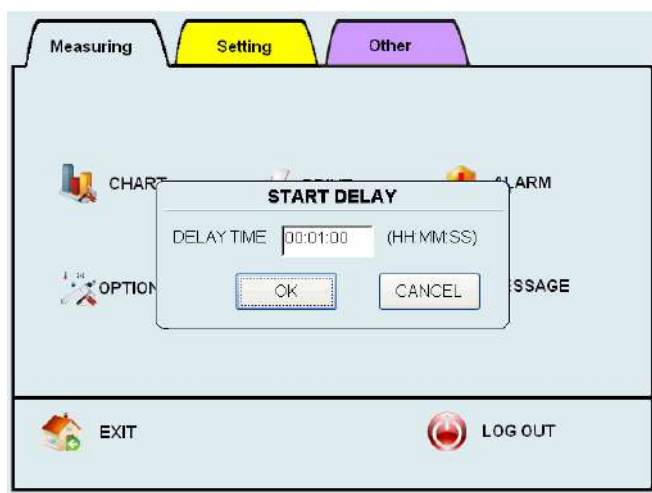 Measuring
Setting
Other
CHART
ALARM
START DELAY
DELAY TIME 00:01:00 (HH:MM:SS)
OPTION
OK
CANCEL
SSAGE
EXIT
LOG OUT